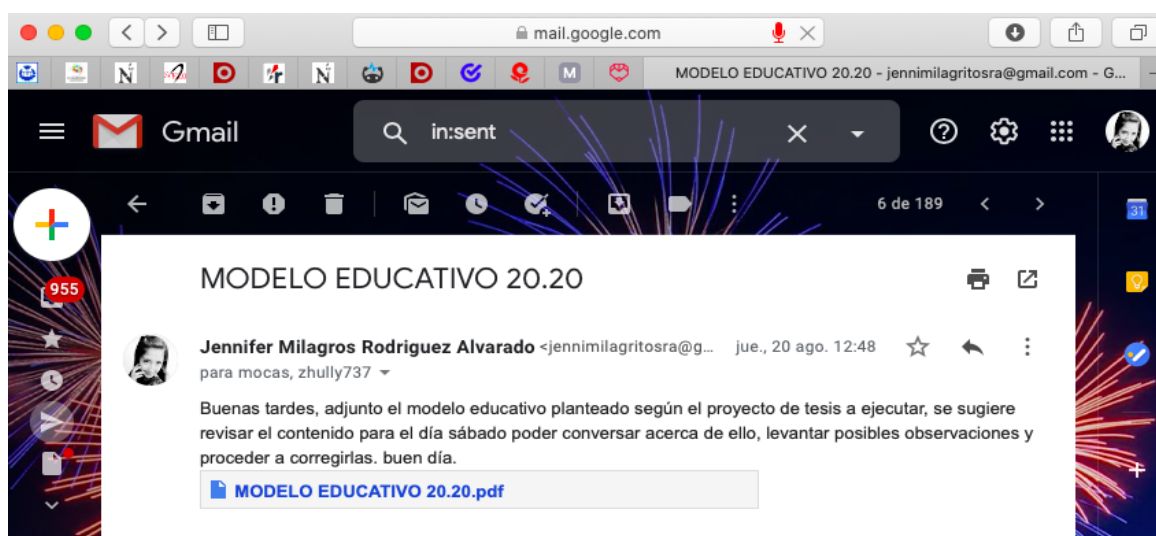 mail.google.com
MODELO EDUCATIVO 20.20 - jennimilagritosra@gmail.com - G...
Gmail
in:sent
6 de 189
31
955
MODELO EDUCATIVO 20.20
Jennifer Milagros Rodriguez Alvarado <jennimilagritosra@g... jue., 20 ago. 12:48
para mocas, zhully737
Buenas tardes, adjunto el modelo educativo planteado según el proyecto de tesis a ejecutar, se sugiere
revisar el contenido para el día sábado poder conversar acerca de ello, levantar posibles observaciones y
proceder a corregirlas. buen día.
MODELO EDUCATIVO 20.20.pdf